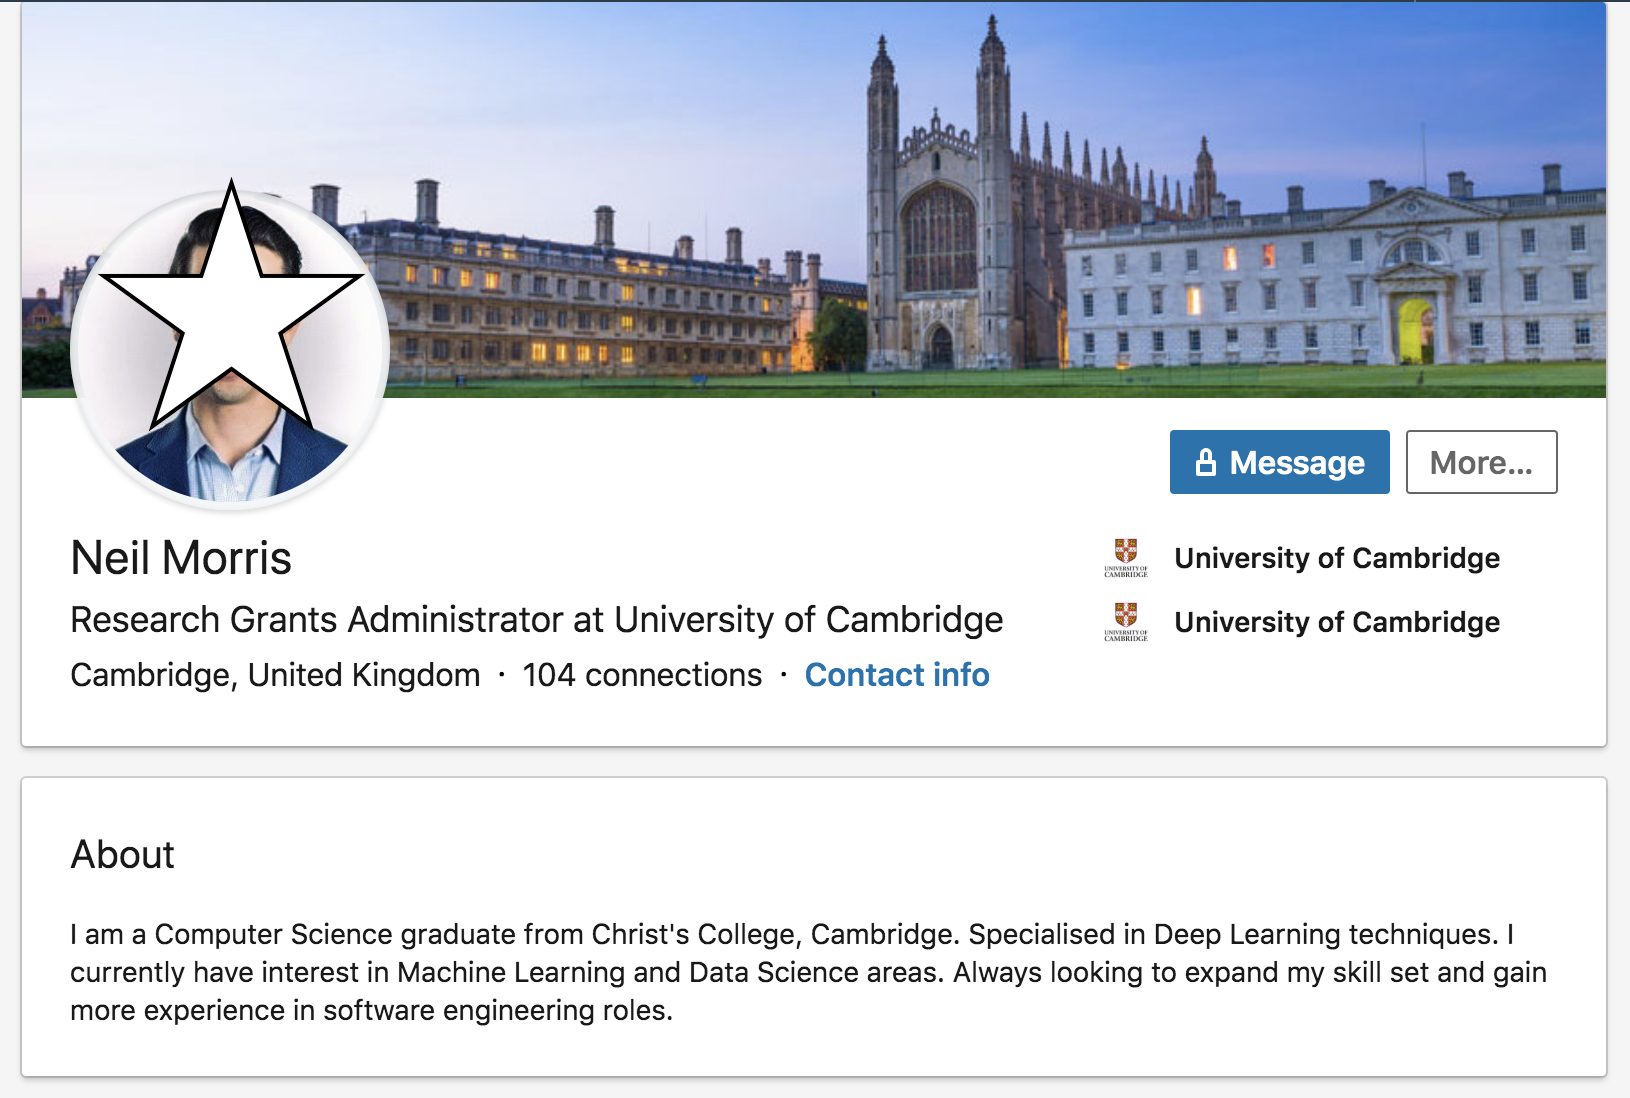 Message
More...
Neil Morris
Research Grants Administrator at University of Cambridge
Cambridge, United Kingdom · 104 connections · Contact info
UNIVERSITY OF
CAMBRIDGE
University of Cambridge
UNIVERSITY OF
CAMBRIDGE
University of Cambridge
About
I am a Computer Science graduate from Christ's College, Cambridge. Specialised in Deep Learning techniques. I
currently have interest in Machine Learning and Data Science areas. Always looking to expand my skill set and gain
more experience in software engineering roles.